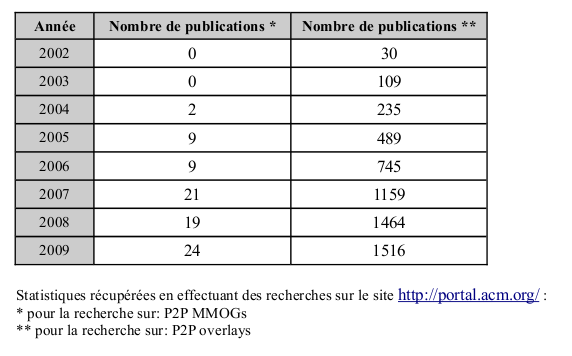 Année Nombre de publications * Nombre de publications **
2002 0 30
2003 0 109
2004 2 235
2005 9 489
2006 9 745
2007 21 1159
2008 19 1464
2009 24 1516
Statistiques récupérées en effectuant des recherches sur le site http://portal.acm.org/ :
* pour la recherche sur: P2P MMOGs
** pour la recherche sur: P2P overlays